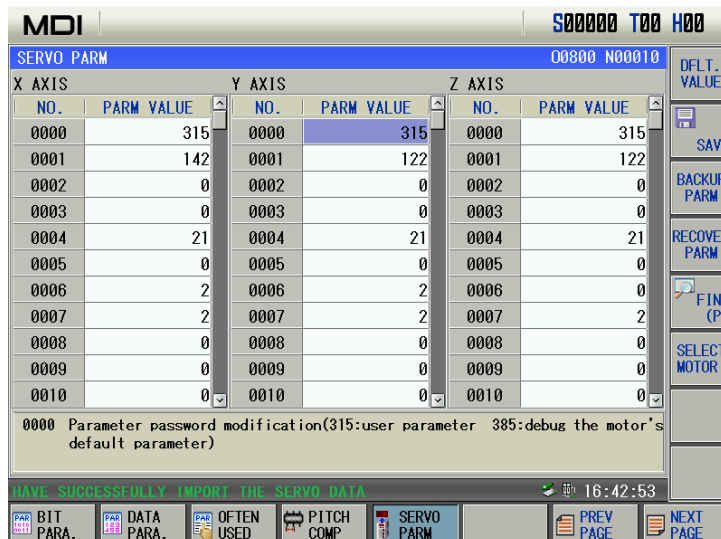 MDI S00000 T00 H00
SERVO PARM O0800 N00010
X AXIS Y AXIS Z AXIS
NO. PARM VALUE NO. PARM VALUE NO. PARM VALUE
0000 315 0000 315 0000 315
0001 142 0001 122 0001 122
0002 0 0002 0 0002 0
0003 0 0003 0 0003 0
0004 21 0004 21 0004 21
0005 0 0005 0 0005 0
0006 2 0006 2 0006 0
0007 2 0007 2 0007 2
0008 0 0008 0 0008 0
0009 0 0009 0 0009 0
0010 0 0010 0 0010 0
0000 Parameter password modification(315:user parameter 385:debug the motor's
default parameter)
HAVE SUCCESSFULLY IMPORT THE SERVO DATA 16:42:53
DFLT.
VALUE
SAV
BACKUP
PARM
RECOVE
PARM
FIN
(P
SELECT
MOTOR
BIT
PARA.
DATA
PARA.
OFTEN
USED
PITCH
COMP
SERVO
PARM
PREV
PAGE
NEXT
PAGE